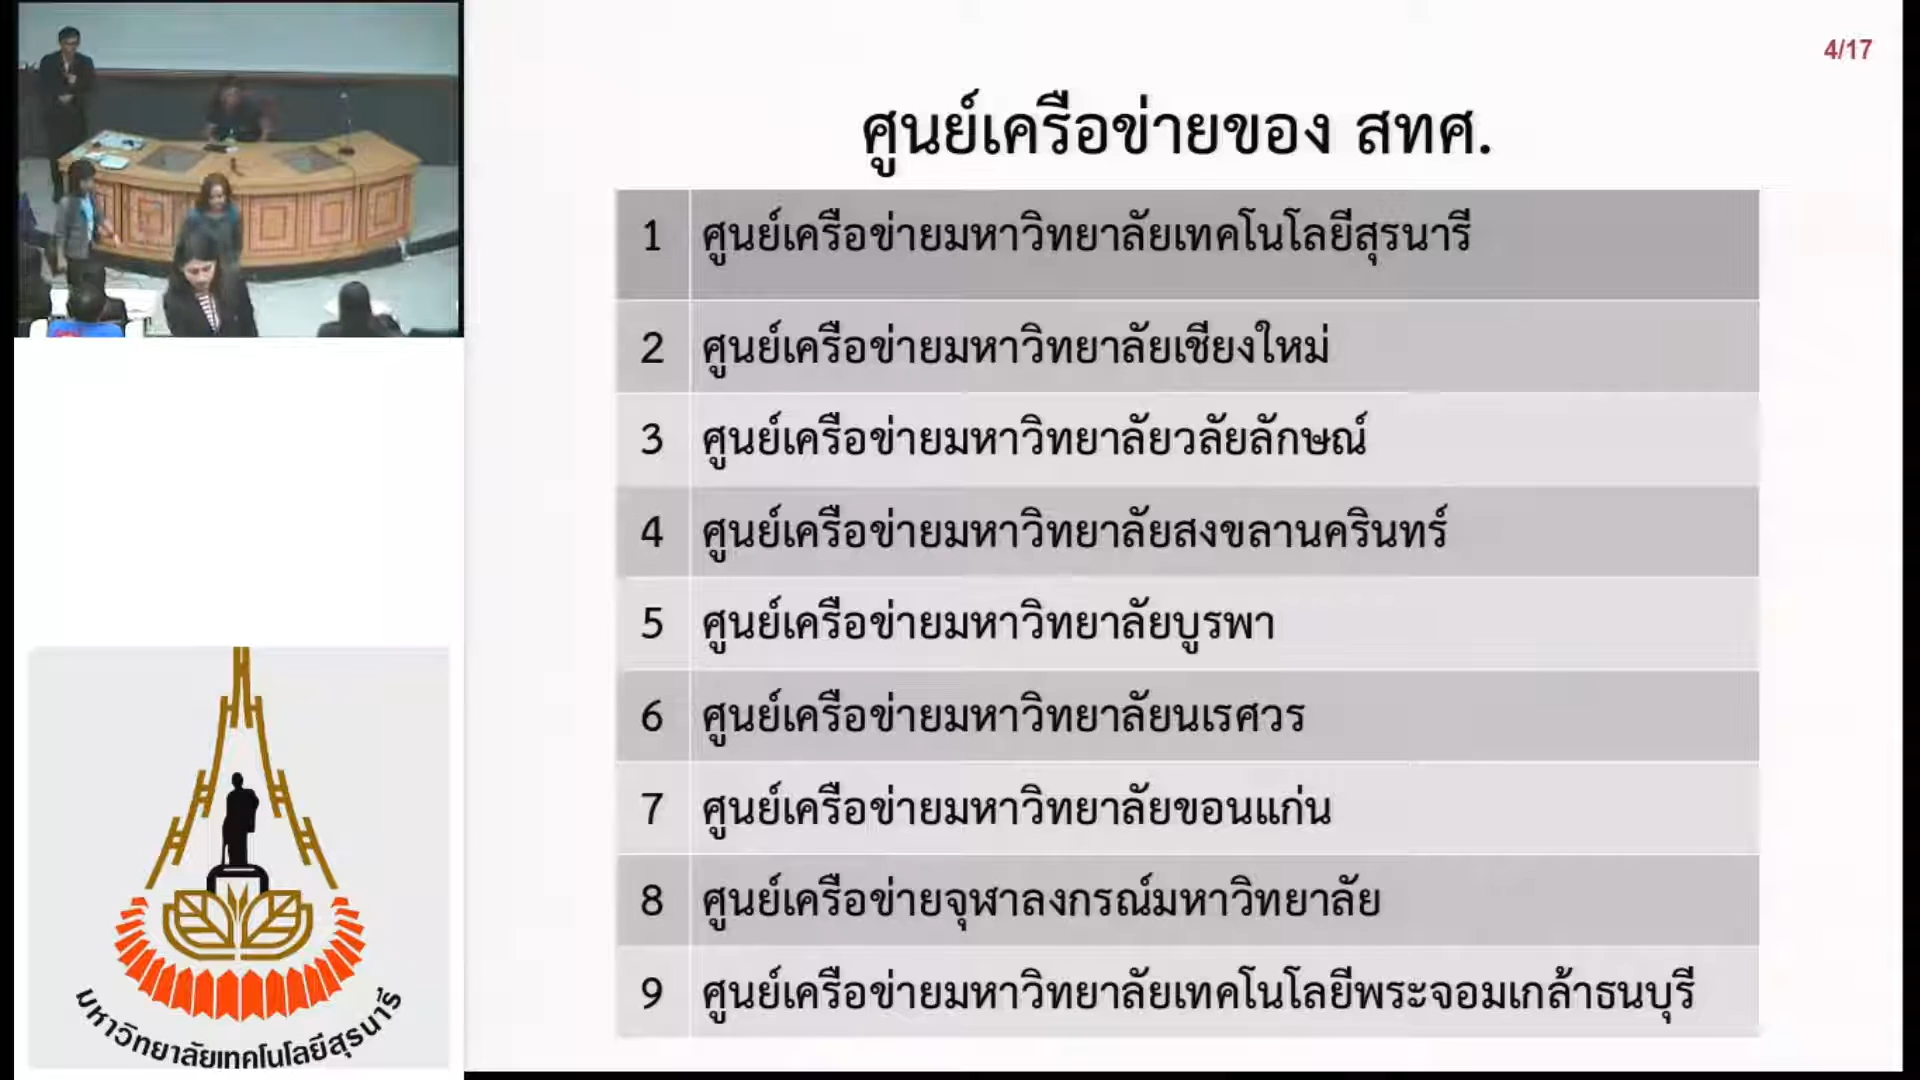 4/17
ศูนย์เครือข่ายของ สทศ.
1 ศูนย์เครือข่ายมหาวิทยาลัยเทคโนโลยีสุรนารี
2 ศูนย์เครือข่ายมหาวิทยาลัยเชียงใหม่
3 ศูนย์เครือข่ายมหาวิทยาลัยวลัยลักษณ์
4 ศูนย์เครือข่ายมหาวิทยาลัยสงขลานครินทร์
5 ศูนย์เครือข่ายมหาวิทยาลัยบูรพา
6 ศูนย์เครือข่ายมหาวิทยาลัยนเรศวร
7 ศูนย์เครือข่ายมหาวิทยาลัยขอนแก่น
8 ศูนย์เครือข่ายจุฬาลงกรณ์มหาวิทยาลัย
9 ศูนย์เครือข่ายมหาวิทยาลัยเทคโนโลยีพระจอมเกล้าธนบุรี
มหาวิทยาลัยเทคโนโลยีสุรนารี